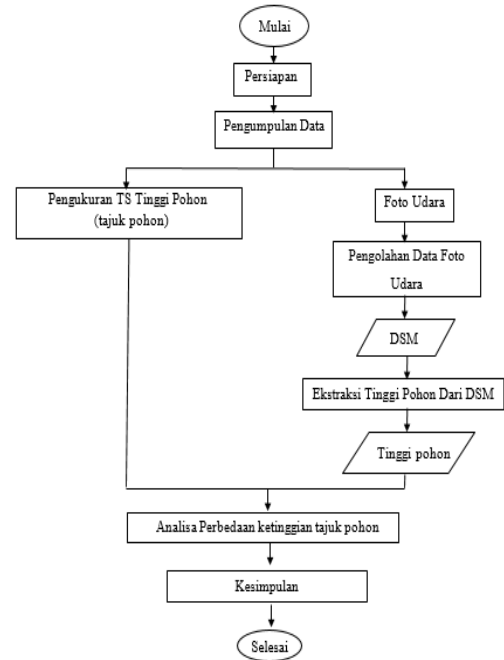 Mulai
Persiapan
Pengumpulan Data
Pengukuran TS Tinggi Pohon
(tajuk pohon)
Foto Udara
Pengolahan Data Foto
Udara
DSM
Ekstraksi Tinggi Pohon Dari DSM
Tinggi pohon
Analisa Perbedaan ketinggian tajuk pohon
Kesimpulan
Selesai